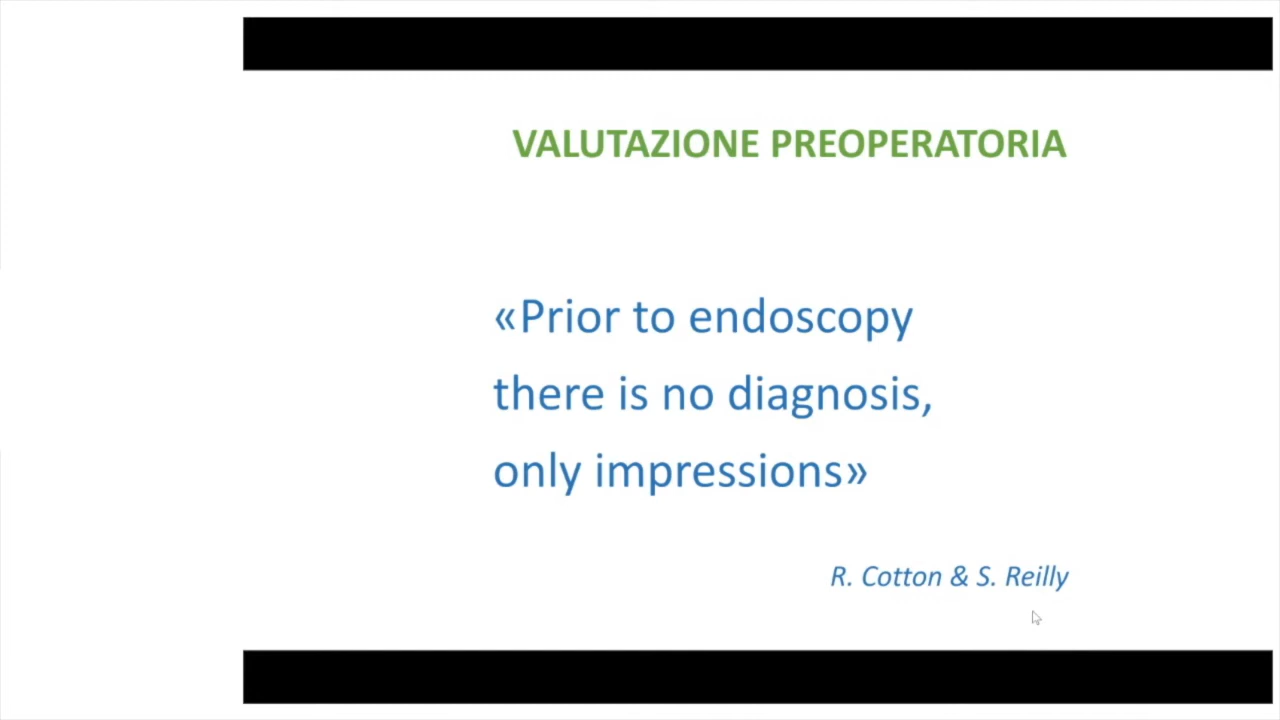 VALUTAZIONE PREOPERATORIA
«Prior to endoscopy
there is no diagnosis,
only impressions»
R. Cotton & S. Reilly